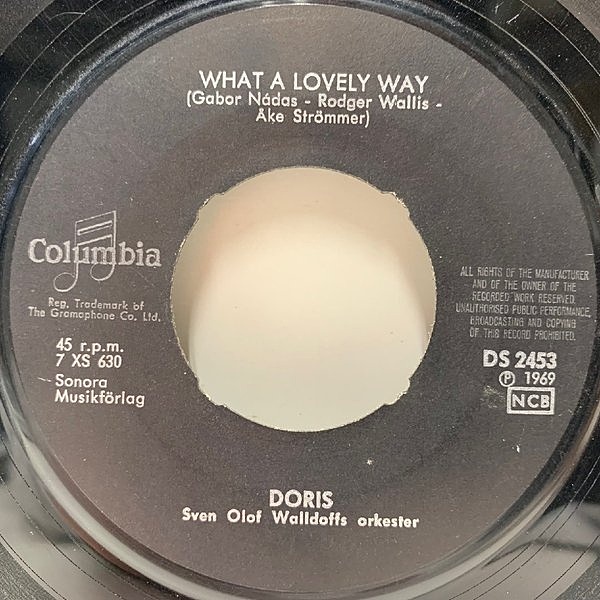 WHAT A LOVELY WAY
(Gabor Nádas - Rodger Wallis -
Åke Strömmer)
Columbia
Reg. Trademark of
The Gramophone Co. Ltd.
45 r.p.m.
7 XS 630
Sonora
Musikförlag
ALL RIGHTS OF THE MANUFACTURER
AND OF THE OWNER OF THE
RECORDED WORK RESERVED.
UNAUTHORISED PUBLIC PERFORMANCE,
BROADCASTING AND COPYING
OF THIS RECORD PROHIBITED.
DS 2453
Ⓟ 1969
NCB
DORIS
Sven Olof Walldoffs orkester